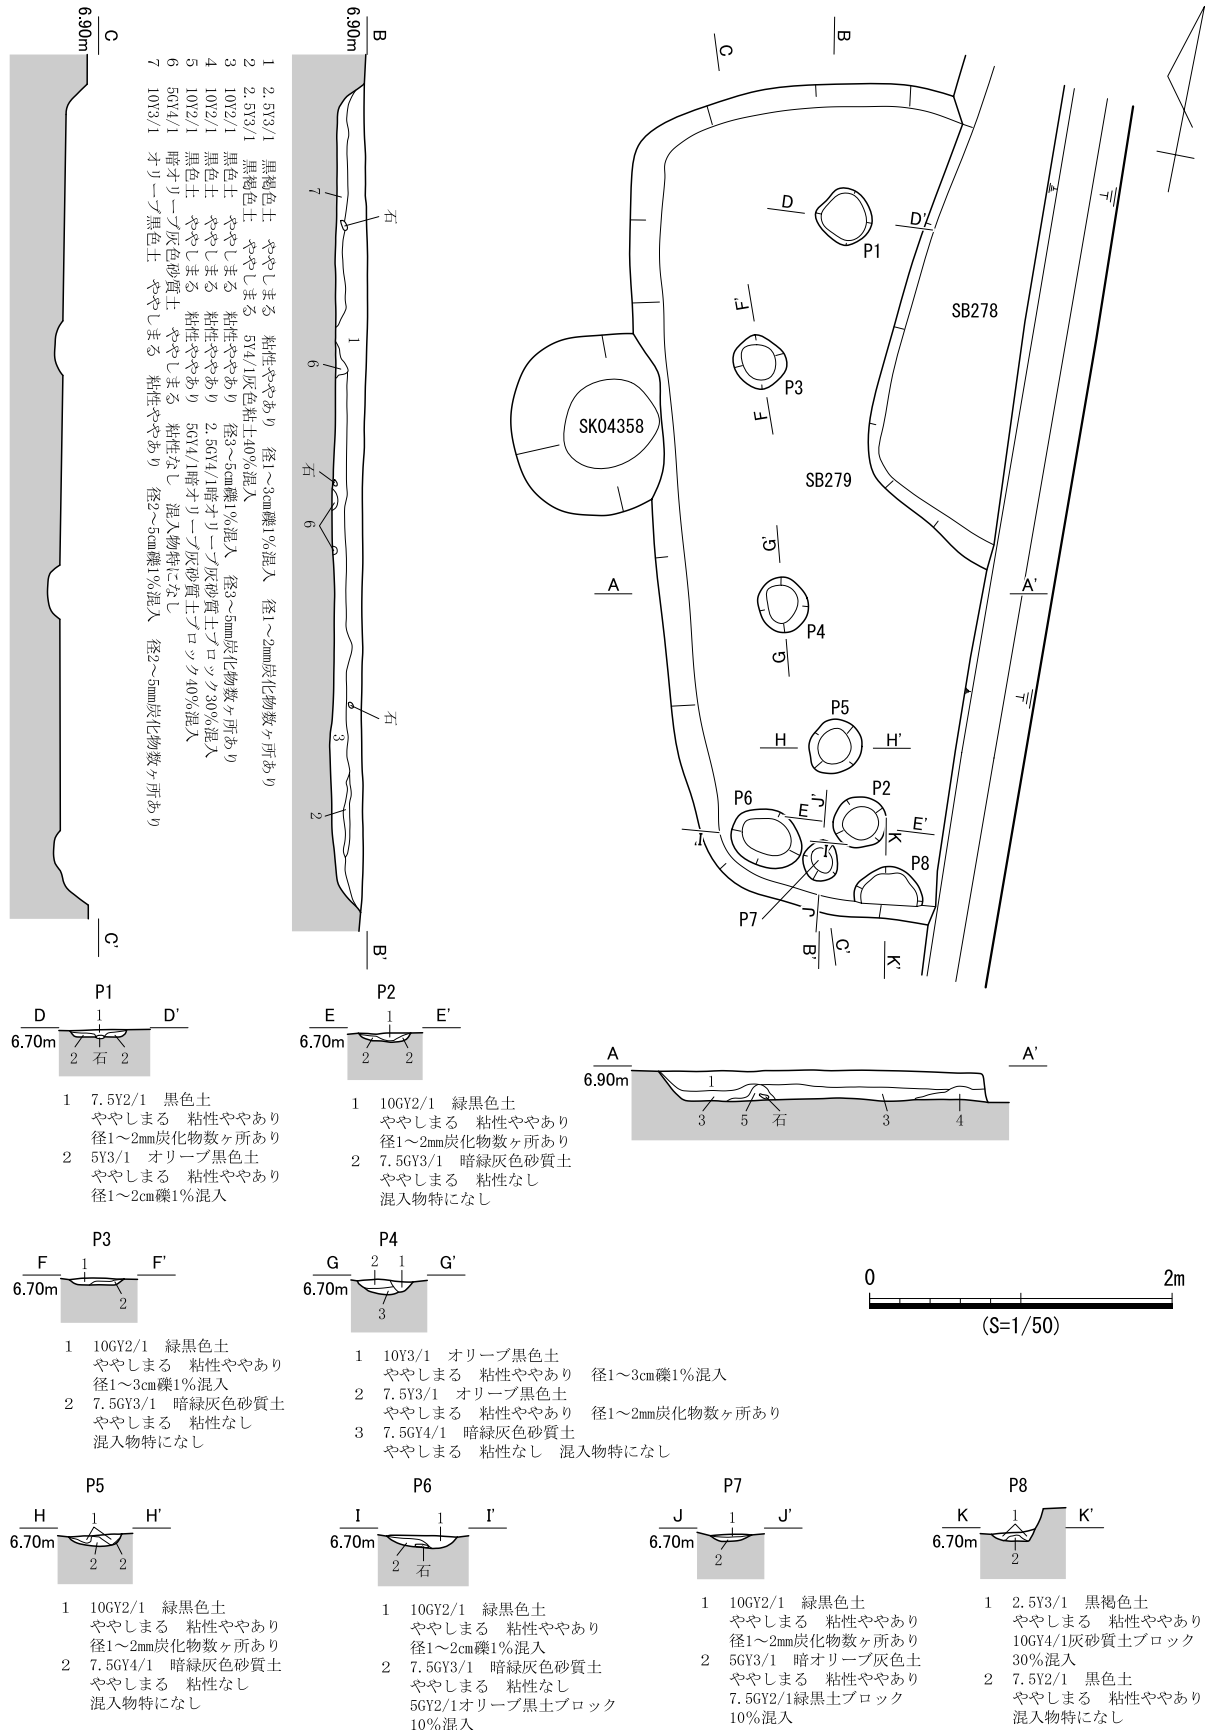 C
6.90m
C'
B
6.90m
B'
石
7
1
6
石
6
石
3
2
1 2.5Y3/1 黒褐色土 ややしまる 粘性ややあり 径1～3cm礫1%混入 径1～2mm炭化物数ヶ所あり
2 2.5Y3/1 黒褐色土 ややしまる 5Y4/1灰色粘土40%混入
3 10Y2/1 黒色土 ややしまる 粘性ややあり 径3～5cm礫1%混入 径3～5mm炭化物数ヶ所あり
4 10Y2/1 黒色土 ややしまる 粘性ややあり 2.5GY4/1暗オリーブ灰砂質土ブロック30%混入
5 10Y2/1 黒色土 ややしまる 粘性ややあり 5GY4/1暗オリーブ灰砂質土ブロック40%混入
6 5GY4/1 暗オリーブ灰色砂質土 ややしまる 粘性なし 混入物特になし
7 10Y3/1 オリーブ黒色土 ややしまる 粘性ややあり 径2～5cm礫1%混入 径2～5mm炭化物数ヶ所あり
C
B
D
D'
P1
SB278
F'
P3
F
SK04358
SB279
G'
A
A'
P4
G
P5
H
H'
P6
J'
P2
E
E'
K
I'
I
P8
P7
J
B'
C'
K'
P1
D
1
D'
6.70m
2 石 2
1 7.5Y2/1 黒色土
ややしまる 粘性ややあり
径1～2mm炭化物数ヶ所あり
2 5Y3/1 オリーブ黒色土
ややしまる 粘性ややあり
径1～2cm礫1%混入
P2
E
1
E'
6.70m
2 2
1 10GY2/1 緑黒色土
ややしまる 粘性ややあり
径1～2mm炭化物数ヶ所あり
2 7.5GY3/1 暗緑灰色砂質土
ややしまる 粘性なし
混入物特になし
A
A'
6.90m
1
3 5 石 3 4
P3
F
1
F'
6.70m
2
1 10GY2/1 緑黒色土
ややしまる 粘性ややあり
径1～3cm礫1%混入
2 7.5GY3/1 暗緑灰色砂質土
ややしまる 粘性なし
混入物特になし
P4
G
2 1
G'
6.70m
3
1 10Y3/1 オリーブ黒色土
ややしまる 粘性ややあり 径1～3cm礫1%混入
2 7.5Y3/1 オリーブ黒色土
ややしまる 粘性ややあり 径1～2mm炭化物数ヶ所あり
3 7.5GY4/1 暗緑灰色砂質土
ややしまる 粘性なし 混入物特になし
0 2m
(S=1/50)
P5
H
1
H'
6.70m
2 2
1 10GY2/1 緑黒色土
ややしまる 粘性ややあり
径1～2mm炭化物数ヶ所あり
2 7.5GY4/1 暗緑灰色砂質土
ややしまる 粘性なし
混入物特になし
P6
I
1
I'
6.70m
2 石
1 10GY2/1 緑黒色土
ややしまる 粘性ややあり
径1～2cm礫1%混入
2 7.5GY3/1 暗緑灰色砂質土
ややしまる 粘性なし
5GY2/1オリーブ黒土ブロック
10%混入
P7
J
1
J'
6.70m
2
1 10GY2/1 緑黒色土
ややしまる 粘性ややあり
径1～2mm炭化物数ヶ所あり
2 5GY3/1 暗オリーブ灰色土
ややしまる 粘性ややあり
7.5GY2/1緑黒土ブロック
10%混入
P8
K
1
K'
6.70m
2
1 2.5Y3/1 黒褐色土
ややしまる 粘性ややあり
10GY4/1灰砂質土ブロック
30%混入
2 7.5Y2/1 黒色土
ややしまる 粘性ややあり
混入物特になし